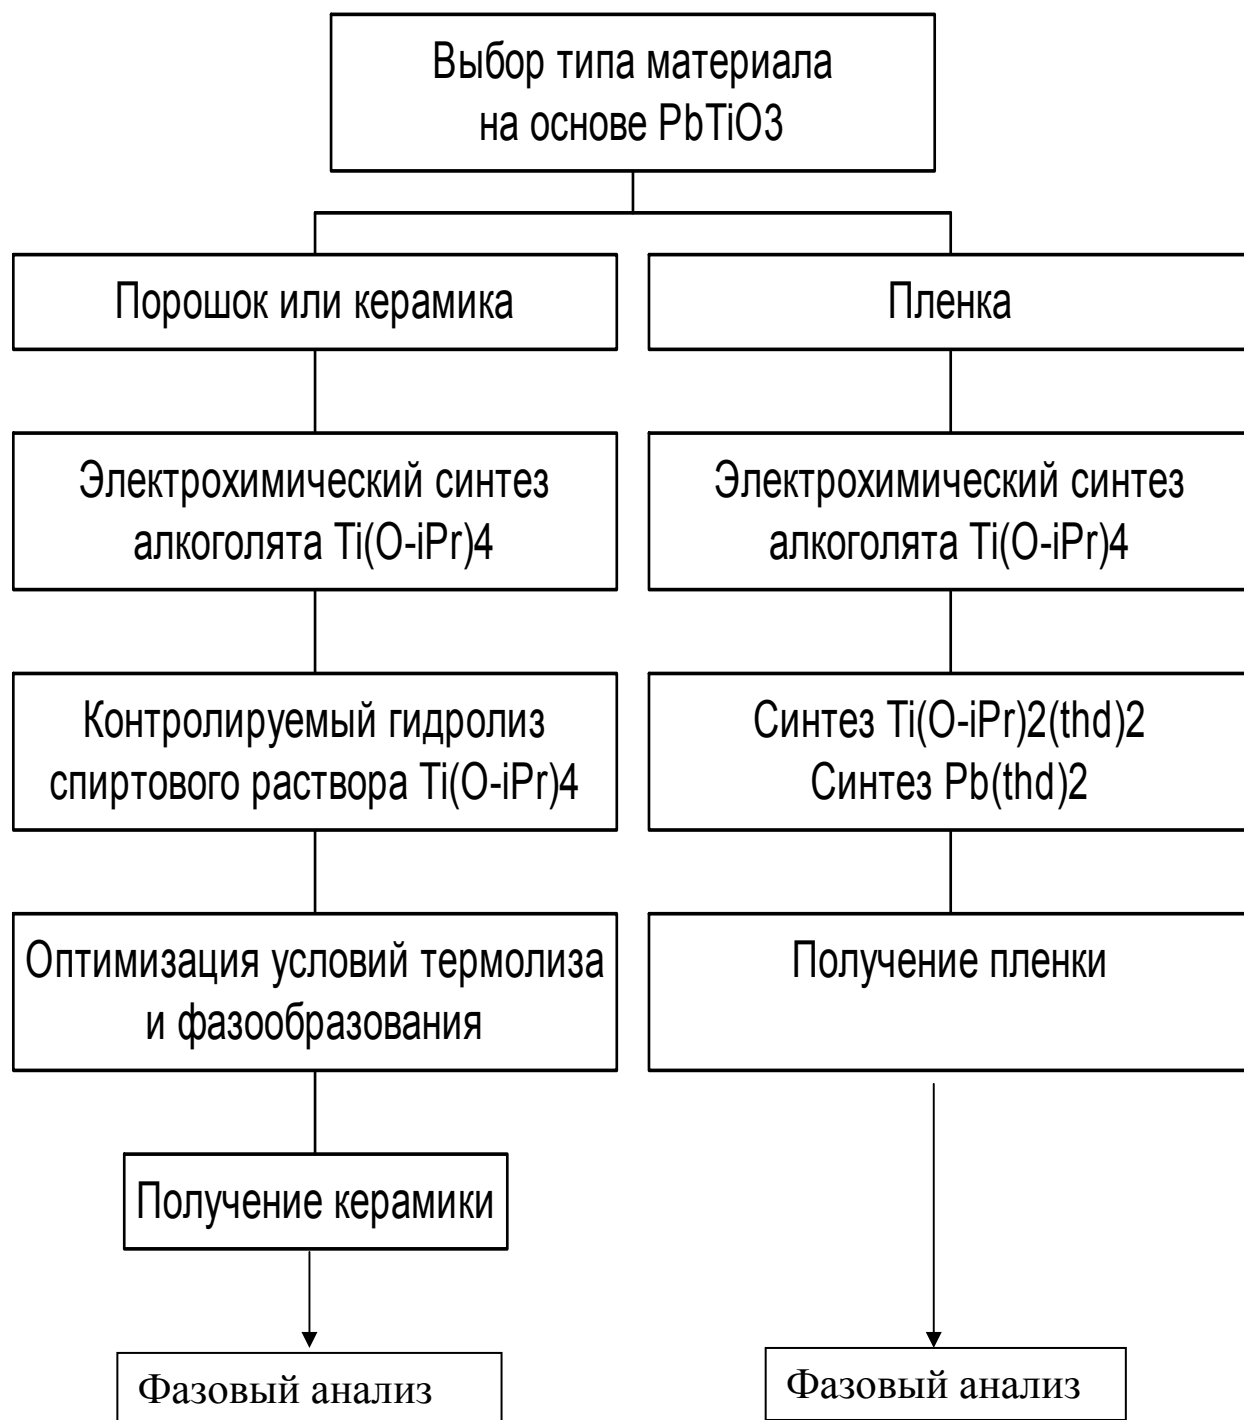 Выбор типа материала
на основе PbTiO3
Порошок или керамика
Пленка
Электрохимический синтез
алкоголята Ti(O-iPr)4
Электрохимический синтез
алкоголята Ti(O-iPr)4
Контролируемый гидролиз
спиртового раствора Ti(O-iPr)4
Синтез Ti(O-iPr)2(thd)2
Синтез Pb(thd)2
Оптимизация условий термолиза
и фазообразования
Получение пленки
Получение керамики
Фазовый анализ
Фазовый анализ